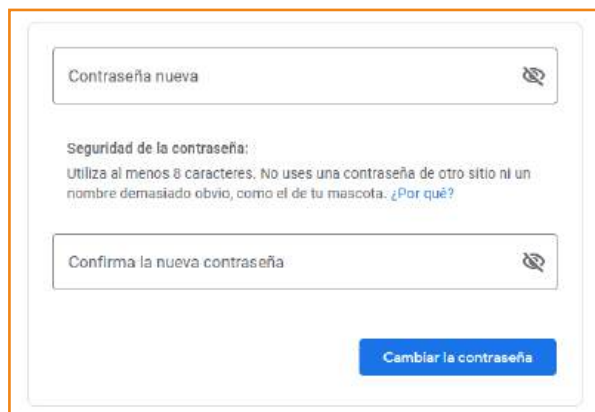 Contraseña nueva
Seguridad de la contraseña:
Utiliza al menos 8 caracteres. No uses una contraseña de otro sitio ni un
nombre demasiado obvio, como el de tu mascota. ¿Por qué?
Confirma la nueva contraseña
Cambiar la contraseña